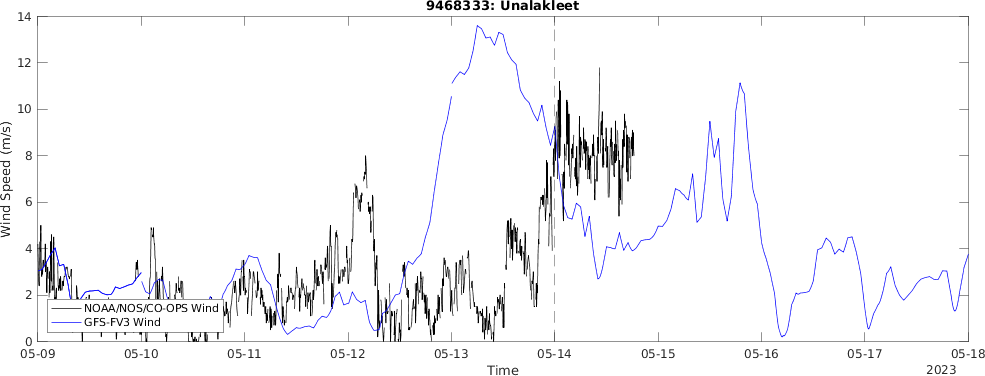 9468333: Unalakleet
Wind Speed (m/s)
14
12
10
8
6
4
2
0
NOAA/NOS/CO-OPS Wind
GFS-FV3 Wind
05-09 05-10 05-11 05-12 05-13 05-14 05-15 05-16 05-17 05-18
Time
2023